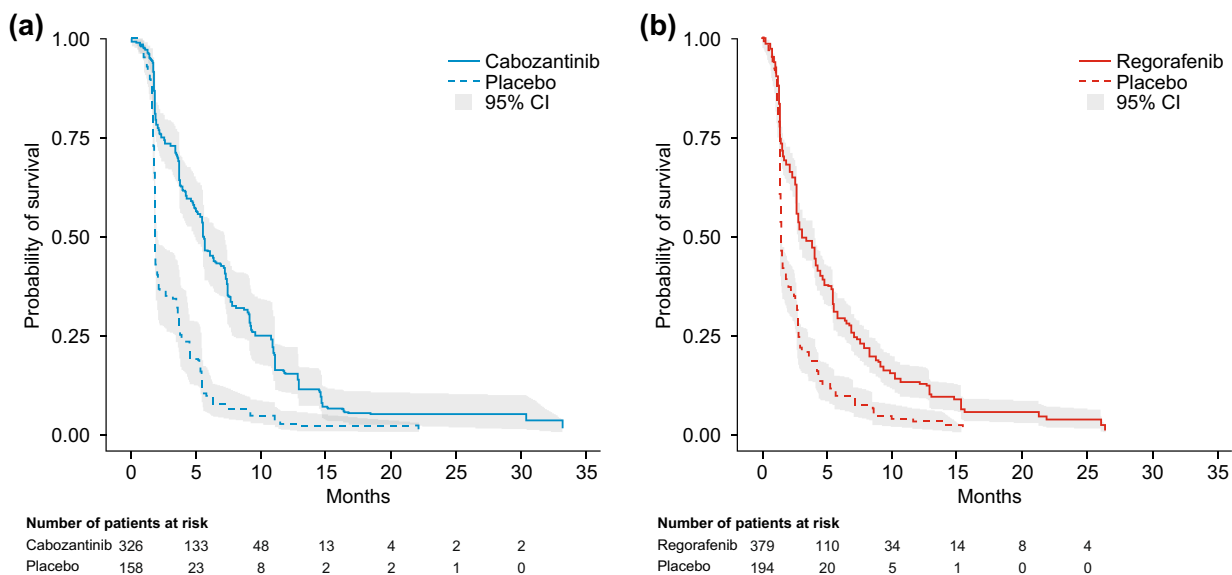 (a)
1.00
0.75
0.50
0.25
0.00
Probability of survival
Cabozantinib
Placebo
95% CI
0 5 10 15 20 25 30 35
Months
Number of patients at risk
Cabozantinib 326 133 48 13 4 2 2
Placebo 158 23 8 2 2 1 0
(b)
1.00
0.75
0.50
0.25
0.00
Probability of survival
Regorafenib
Placebo
95% CI
0 5 10 15 20 25 30 35
Months
Number of patients at risk
Regorafenib 379 110 34 14 8 4
Placebo 194 20 5 1 0 0